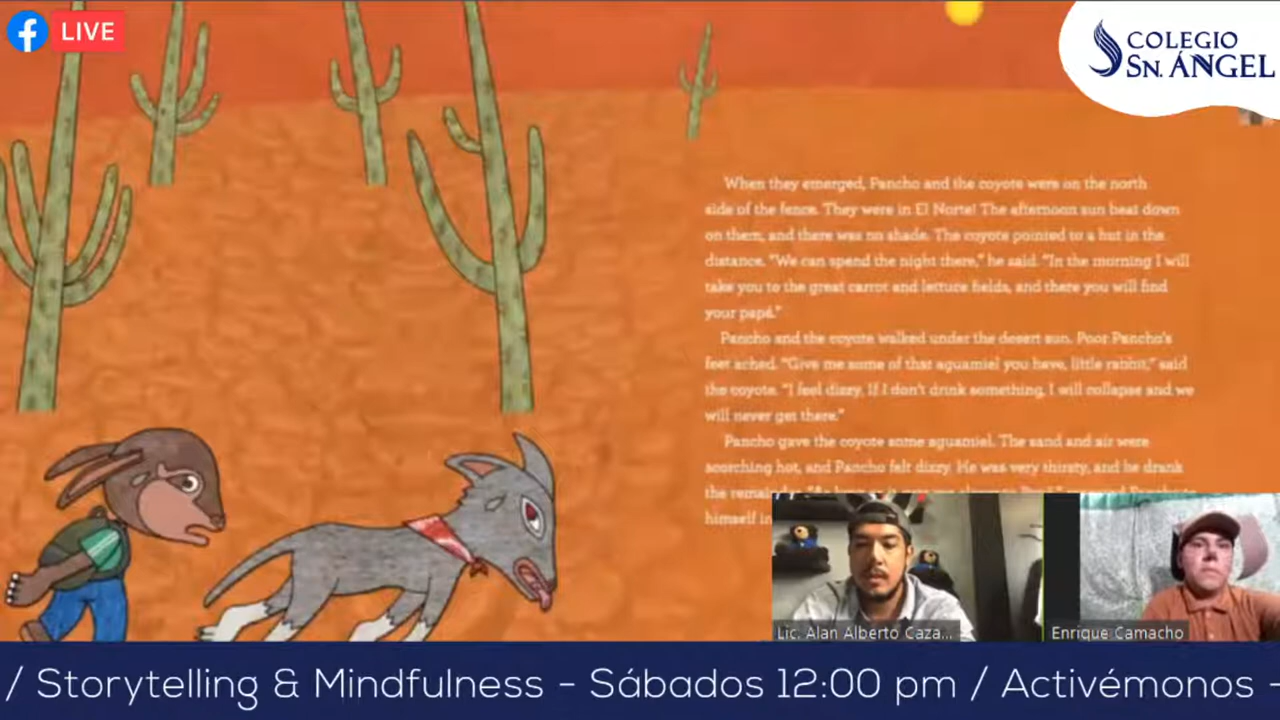 LIVE
COLEGIO
SN. ÁNGEL
When they emerged, Pancho and the coyote were on the north
side of the fence. They were in El Norte! The afternoon sun beat down
on them, and there was no shade. The coyote pointed to a hut in the
distance. "We can spend the night there," he said. "In the morning I will
take you to the great carrot and lettuce fields, and there you will find
your papá."
Pancho and the coyote walked under the desert sun. Poor Pancho's
feet ached. "Give me some of that aguamiel you have, little rabbit," said
the coyote. "I feel dizzy. If I don't drink something, I will collapse and we
will never get there."
Pancho gave the coyote some aguamiel. The sand and air were
scorching hot, and Pancho felt dizzy. He was very thirsty, and he drank
the remainder
himself in
Lic. Alan Alberto Caza...
Enrique Camacho
/ Storytelling & Mindfulness - Sábados 12:00 pm / Activémonos -